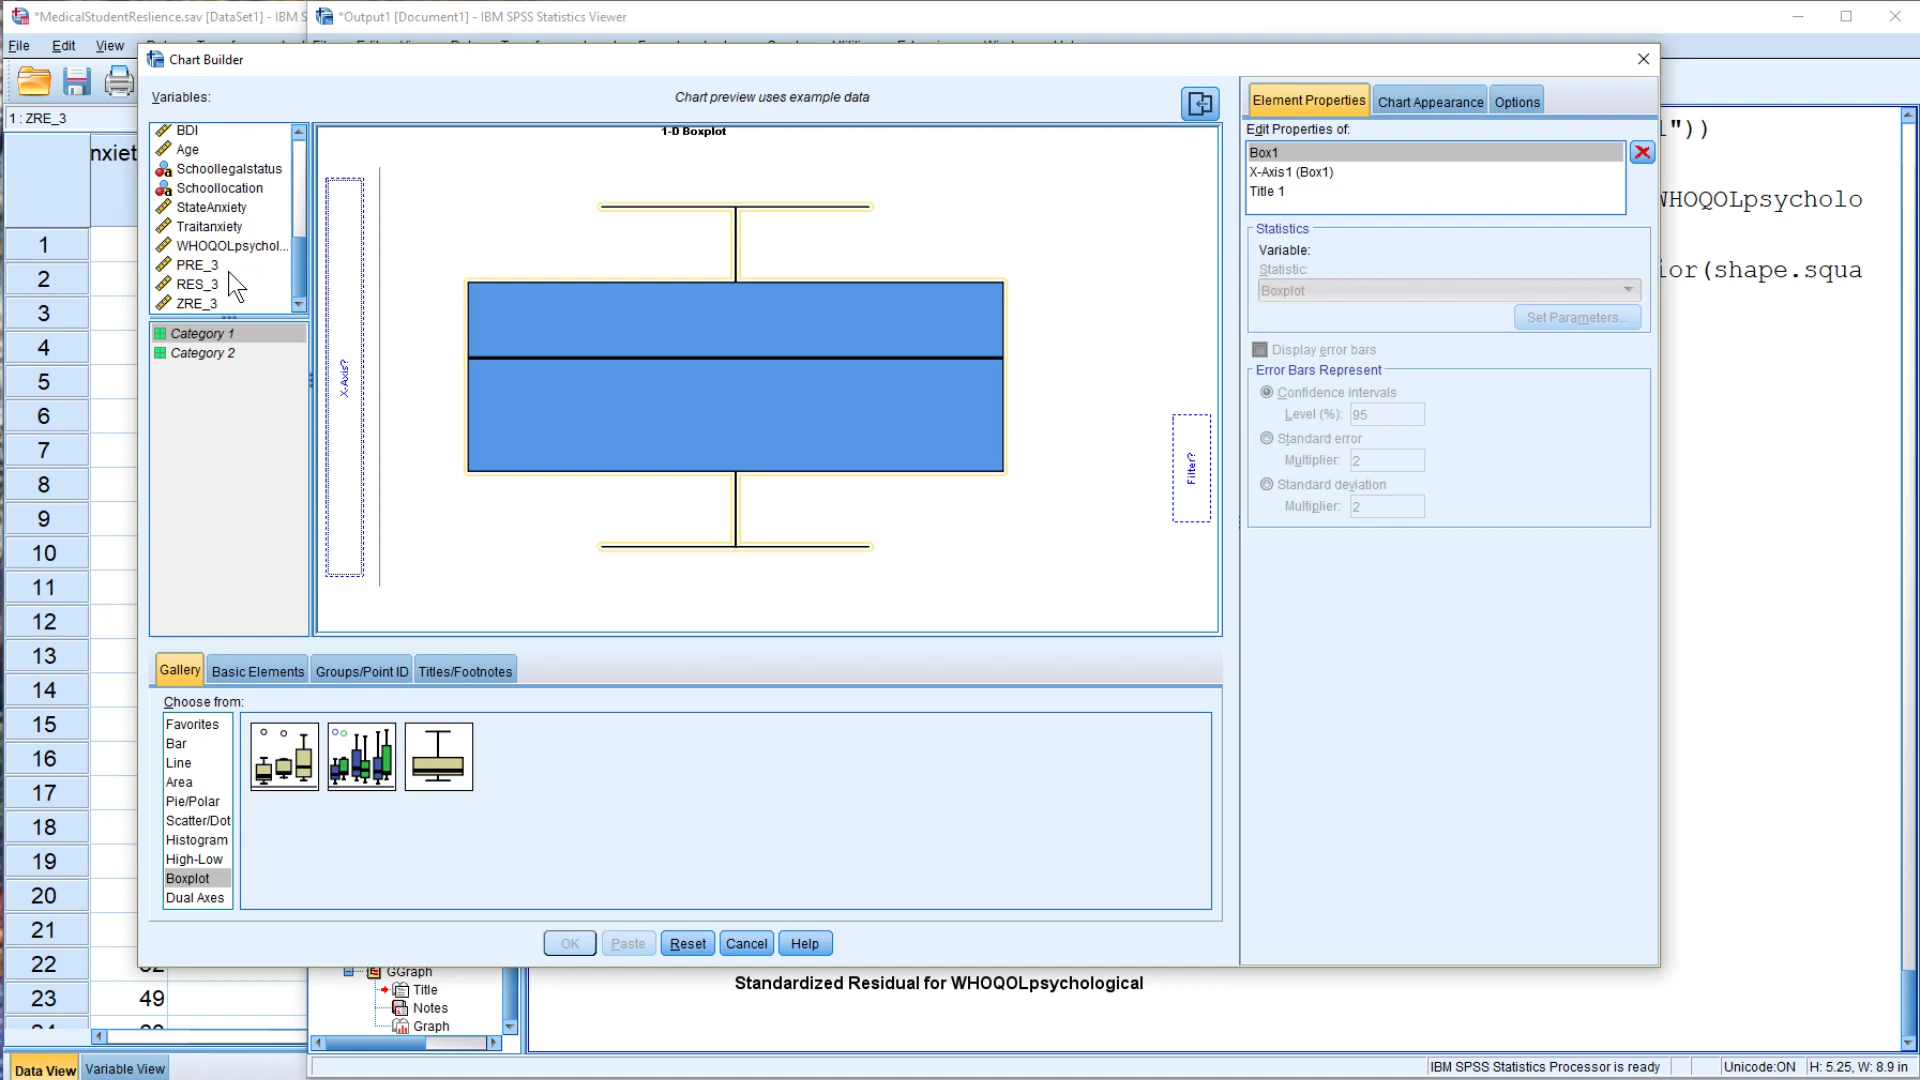 *MedicalStudentReslience.sav [DataSet1] - IBM S
*Output1 [Document1] - IBM SPSS Statistics Viewer
File Edit View
Chart Builder
1 : ZRE_3
nxiet
1
2
3
4
5
6
7
8
9
10
11
12
13
14
15
16
17
18
19
20
21
22
23
49
Data View Variable View
Variables:
Chart preview uses example data
BDI
Age
Schoollegalstatus
Schoollocation
StateAnxiety
Traitanxiety
WHOQOLpsychol...
PRE_3
RES_3
ZRE_3
Category 1
Category 2
1-D Boxplot
X-Axis?
Filter?
Gallery Basic Elements Groups/Point ID Titles/Footnotes
Choose from:
Favorites
Bar
Line
Area
Pie/Polar
Scatter/Dot
Histogram
High-Low
Boxplot
Dual Axes
OK Paste Reset Cancel Help
Element Properties Chart Appearance Options
Edit Properties of:
Box1
X-Axis1 (Box1)
Title 1
Statistics
Variable:
Statistic:
Boxplot
Set Parameters...
Display error bars
Error Bars Represent
Confidence intervals
Level (%): 95
Standard error
Multiplier: 2
Standard deviation
Multiplier: 2
"))
WHOQOLpsycholo
ior(shape.squa
GGraph
Title
Notes
Graph
Standardized Residual for WHOQOLpsychological
IBM SPSS Statistics Processor is ready
Unicode:ON
H: 5.25, W: 8.9 in